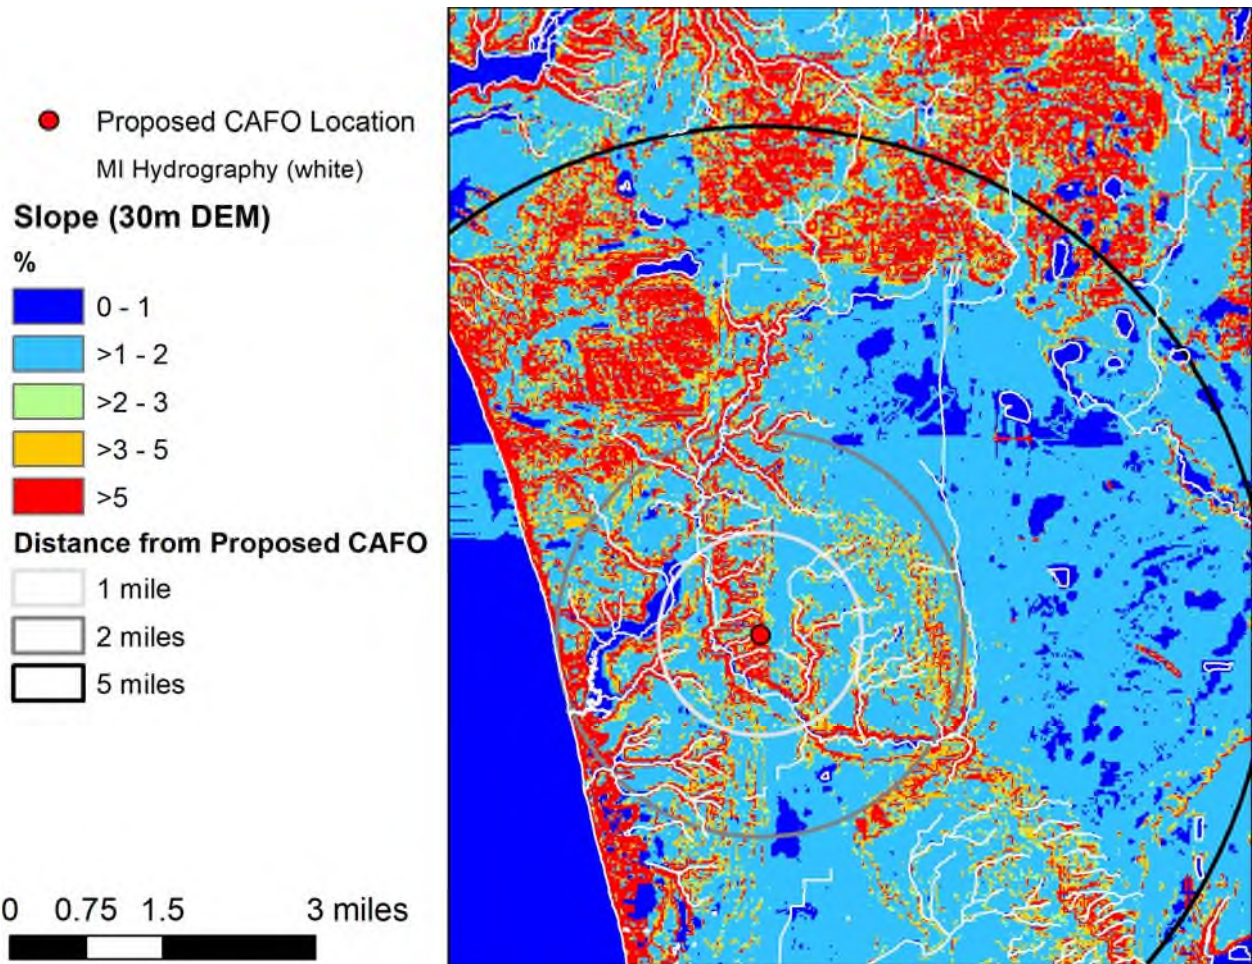 Proposed CAFO Location
MI Hydrography (white)
Slope (30m DEM)
%
0 - 1
>1 - 2
>2 - 3
>3 - 5
>5
Distance from Proposed CAFO
1 mile
2 miles
5 miles
0 0.75 1.5 3 miles